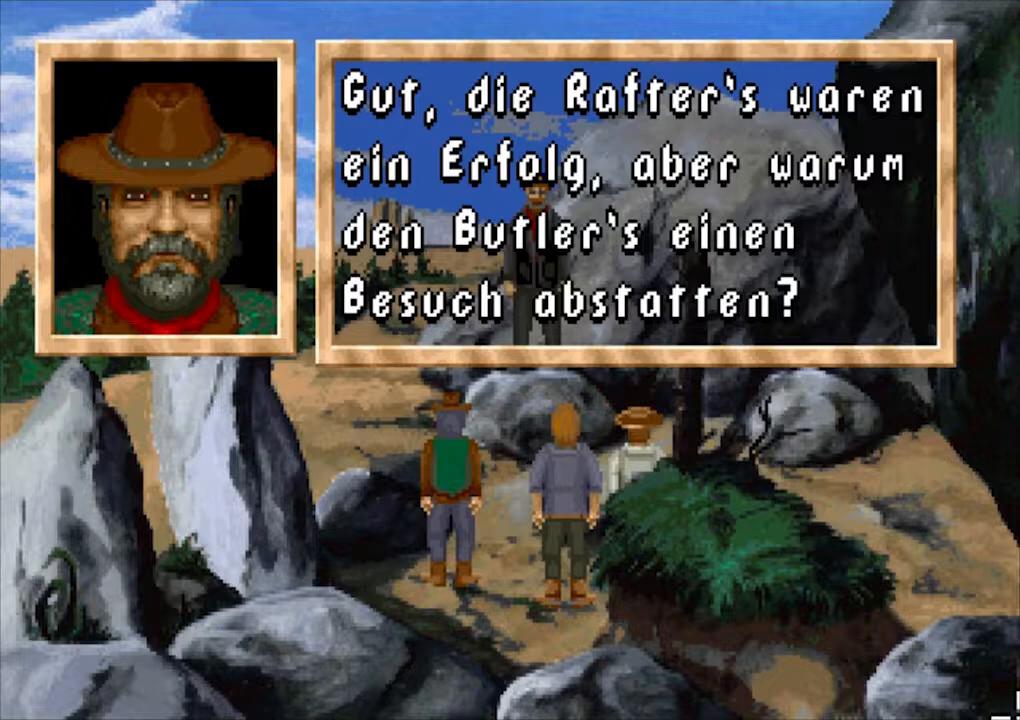 Gut, die Rafter's waren
ein Erfolg, aber warum
den Butler's einen
Besuch abstatten?